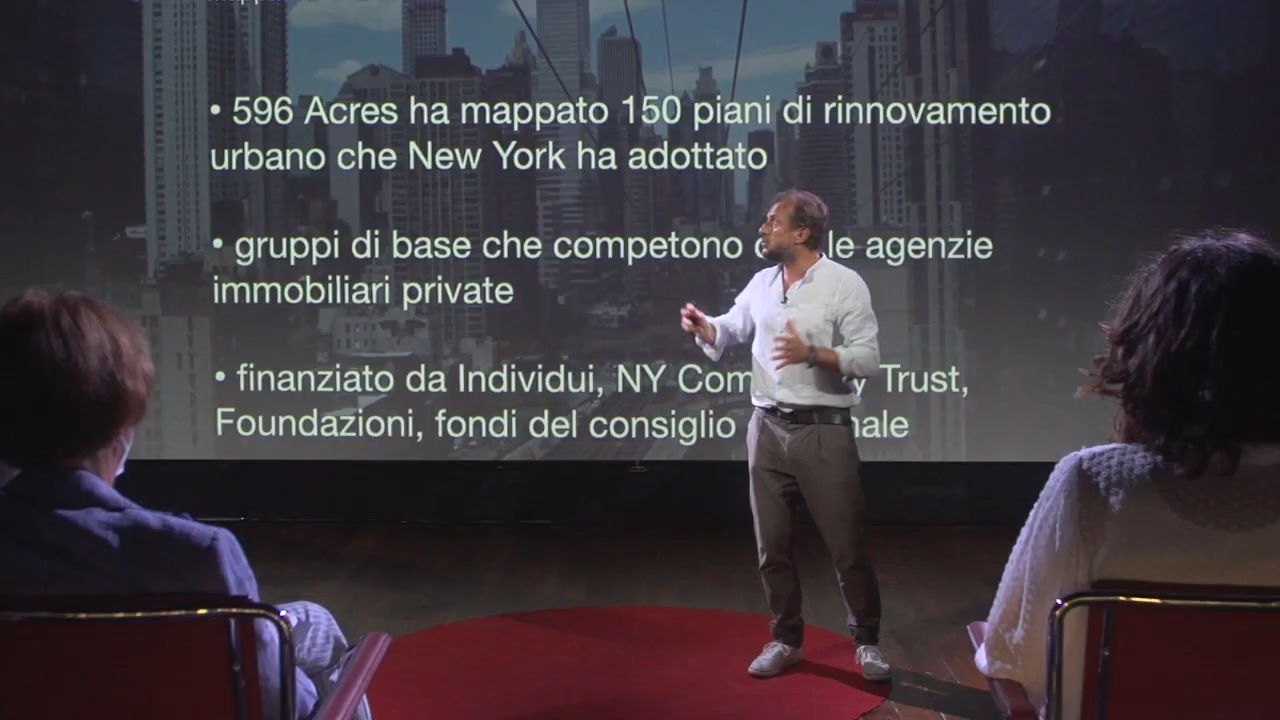 • 596 Acres ha mappato 150 piani di rinnovamento
urbano che New York ha adottato
• gruppi di base che competono le agenzie
immobiliari private
• finanziato da Individui, NY Trust,
Foundazioni, fondi del consiglio